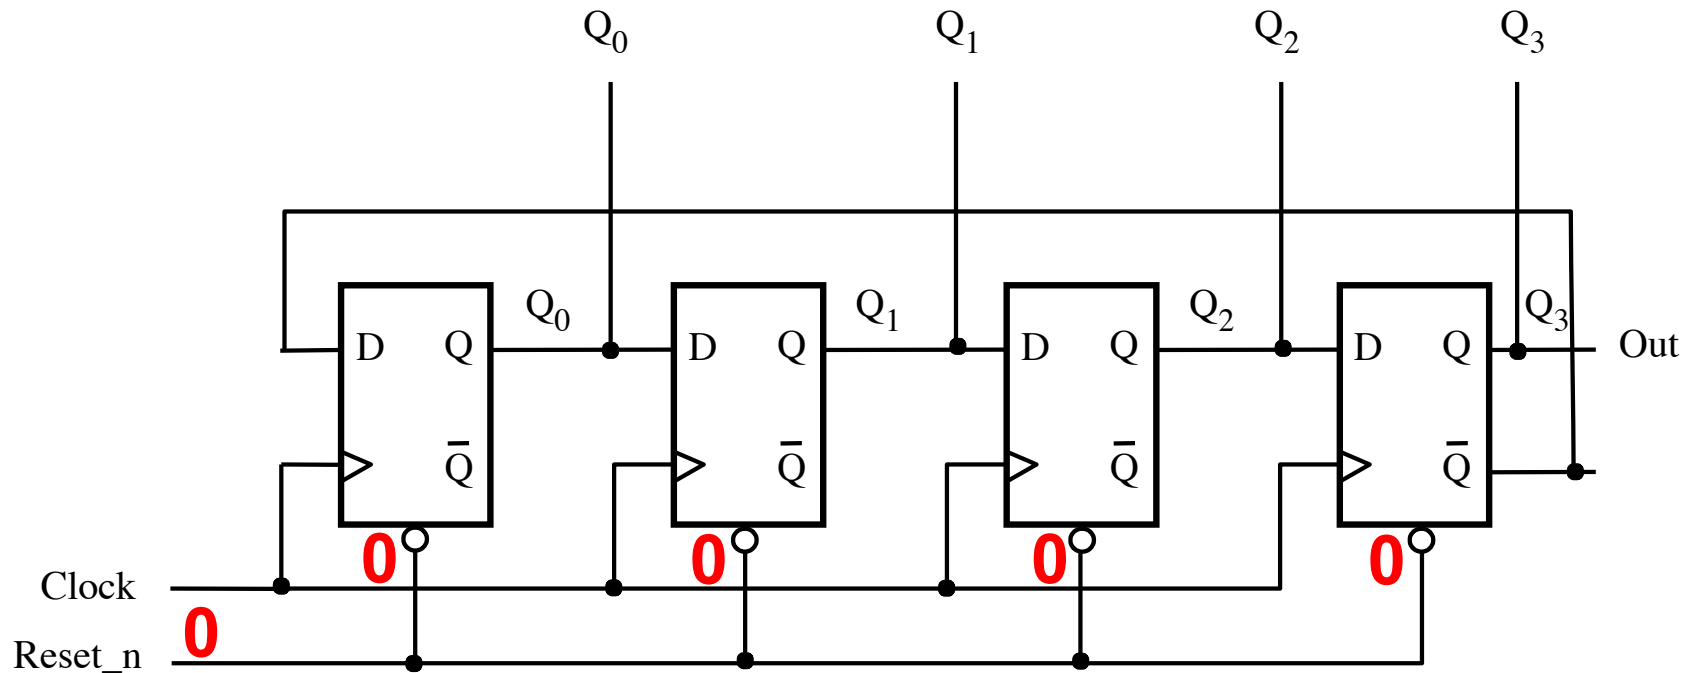 Q0 Q1 Q2 Q3
Q0 Q1 Q2 Q3
D Q D Q D Q D Q Out
Q̅ Q̅ Q̅ Q̅
0 0 0 0
Clock
0
Reset_n